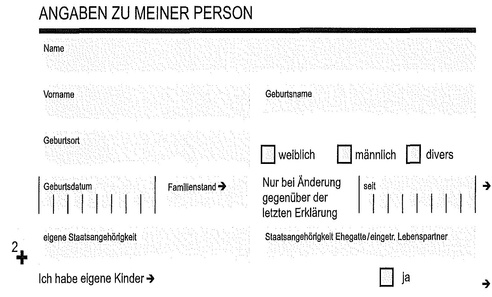 ANGABEN ZU MEINER PERSON
Name
Vorname
Geburtsname
Geburtsort
weiblich männlich divers
Geburtsdatum
Familienstand →
Nur bei Änderung
gegenüber der
letzten Erklärung
seit
→
eigene Staatsangehörigkeit
Staatsangehörigkeit Ehegatte/eingetr. Lebenspartner
2
+
Ich habe eigene Kinder →
ja
→